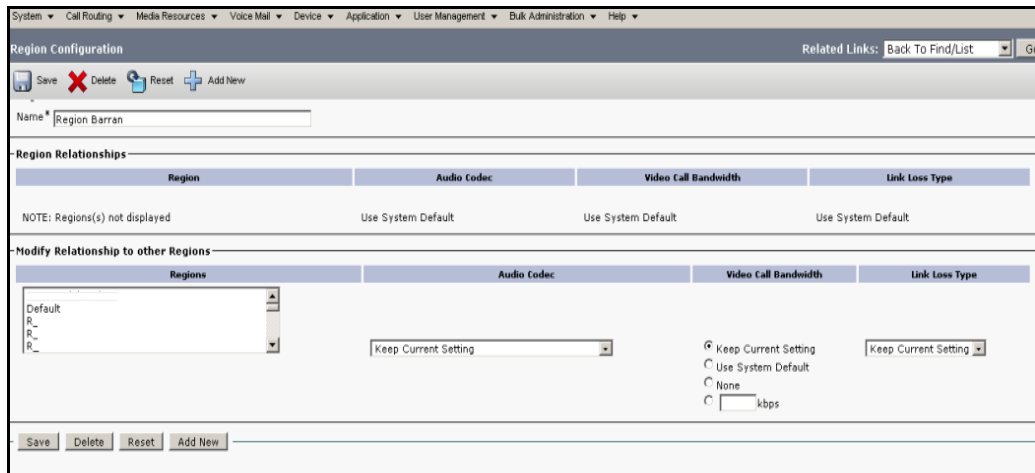 System Call Routing Media Resources Voice Mail Device Application User Management Bulk Administration Help
Region Configuration Related Links: Back To Find/List
Save Delete Reset Add New
Name* Region Barran
Region Relationships
Region Audio Codec Video Call Bandwidth Link Loss Type
NOTE: Regions(s) not displayed Use System Default Use System Default Use System Default
Modify Relationship to other Regions
Regions Audio Codec Video Call Bandwidth Link Loss Type
Default
R_
R_
R_
Keep Current Setting Keep Current Setting Keep Current Setting
Use System Default
None
kbps
Save Delete Reset Add New